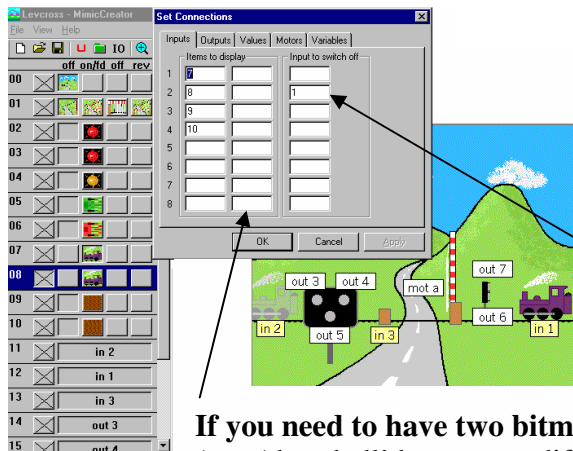 Levcross - MimicCreator
File View Help
IO
off on/fd off rev
00
01
02
03
04
05
06
07
08
09
10
11 in 2
12 in 1
13 in 3
14 out 3
15 out 4
Set Connections
Inputs Outputs Values Motors Variables
Items to display Input to switch off
1 7
2 8 1
3 9
4 10
5
6
7
8
OK Cancel Apply
out 3 out 4
mot a
out 7
in 2
out 5
in 3
out 6
in 1
If you need to have two bitm